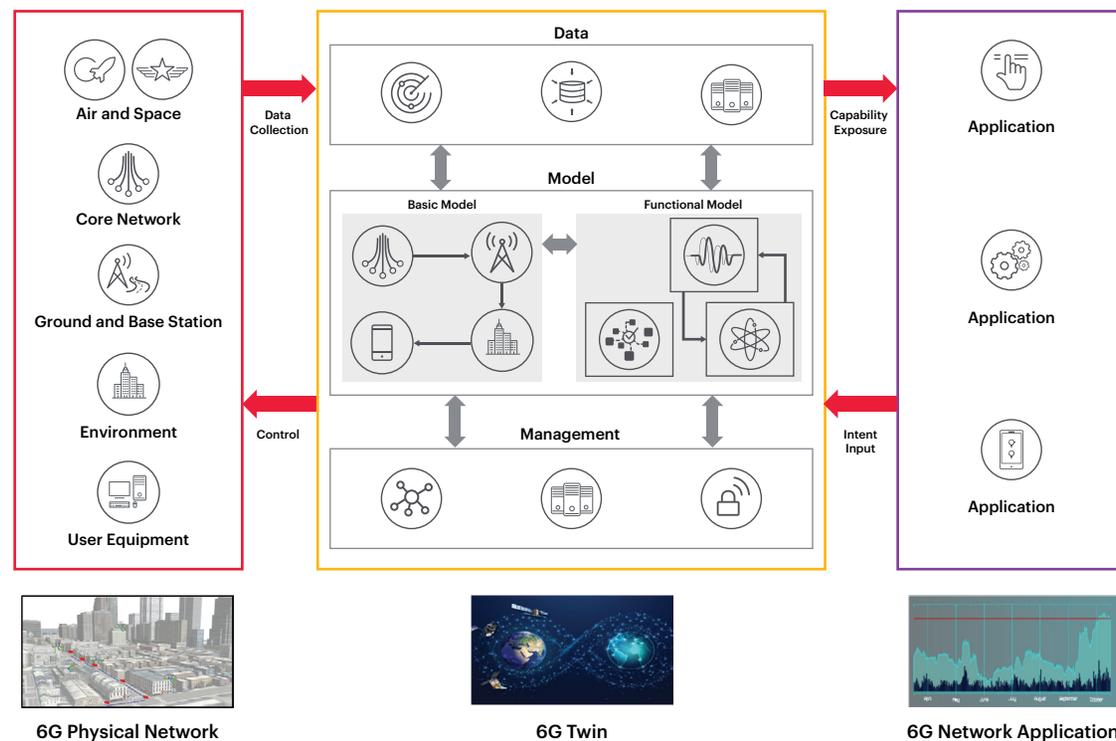 Air and Space
Core Network
Ground and Base Station
Environment
User Equipment
Data
Collection
Control
Data
Model
Basic Model
Functional Model
Management
Capability
Exposure
Intent
Input
Application
Application
Application
6G Physical Network
6G Twin
6G Network Application